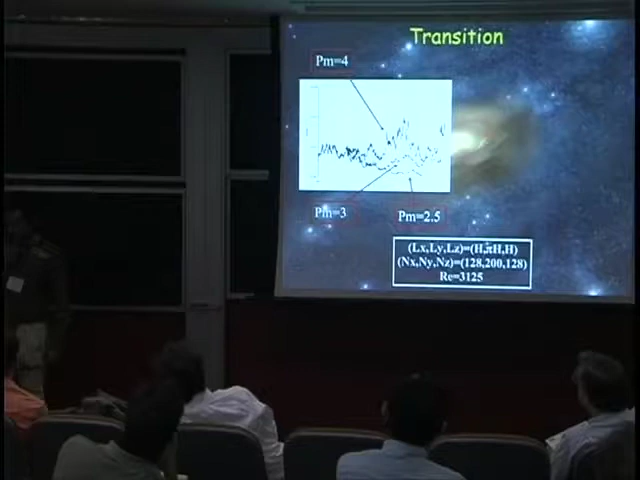 Transition
Pm=4
Pm=3
Pm=2.5
(Lx,Ly,Lz)=(H,πH,H)
(Nx,Ny,Nz)=(128,200,128)
Re=3125